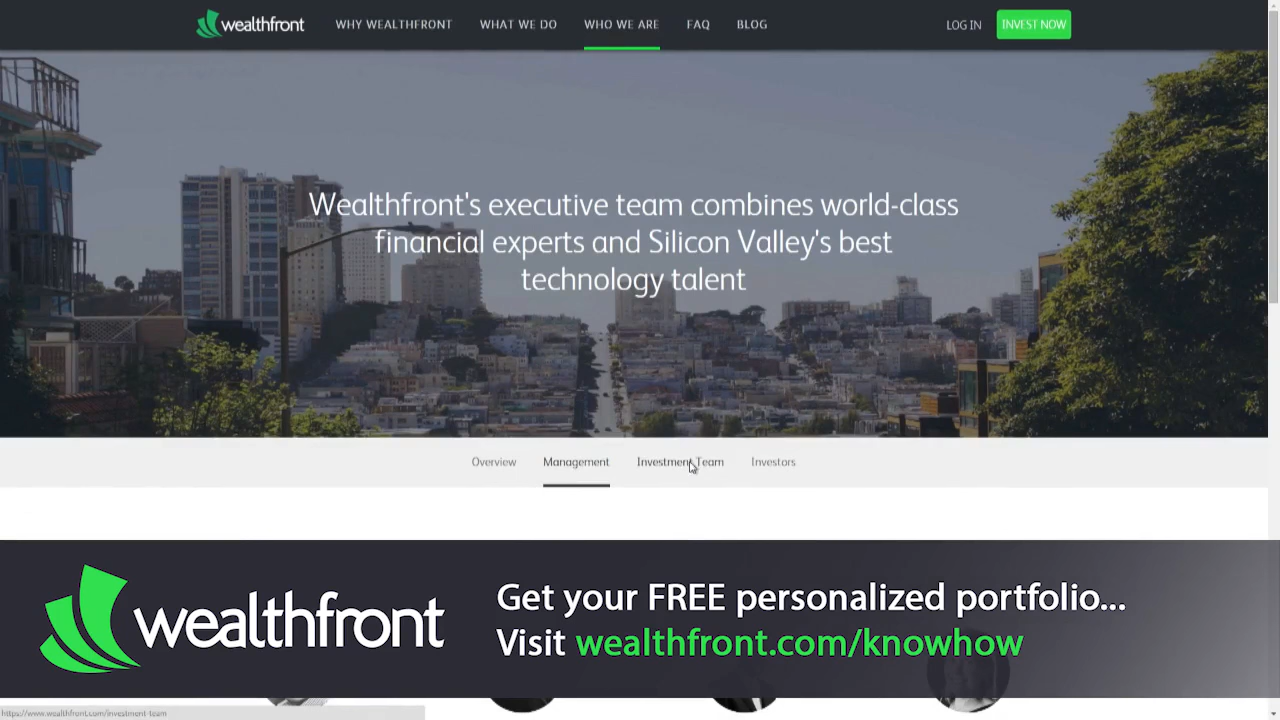 wealthfront WHY WEALTHFRONT WHAT WE DO WHO WE ARE FAQ BLOG LOG IN INVEST NOW
Wealthfront's executive team combines world-class
financial experts and Silicon Valley's best
technology talent
Overview Management Investment Team Investors
wealthfront
Get your FREE personalized portfolio...
Visit wealthfront.com/knowhow
https://www.wealthfront.com/investment-team